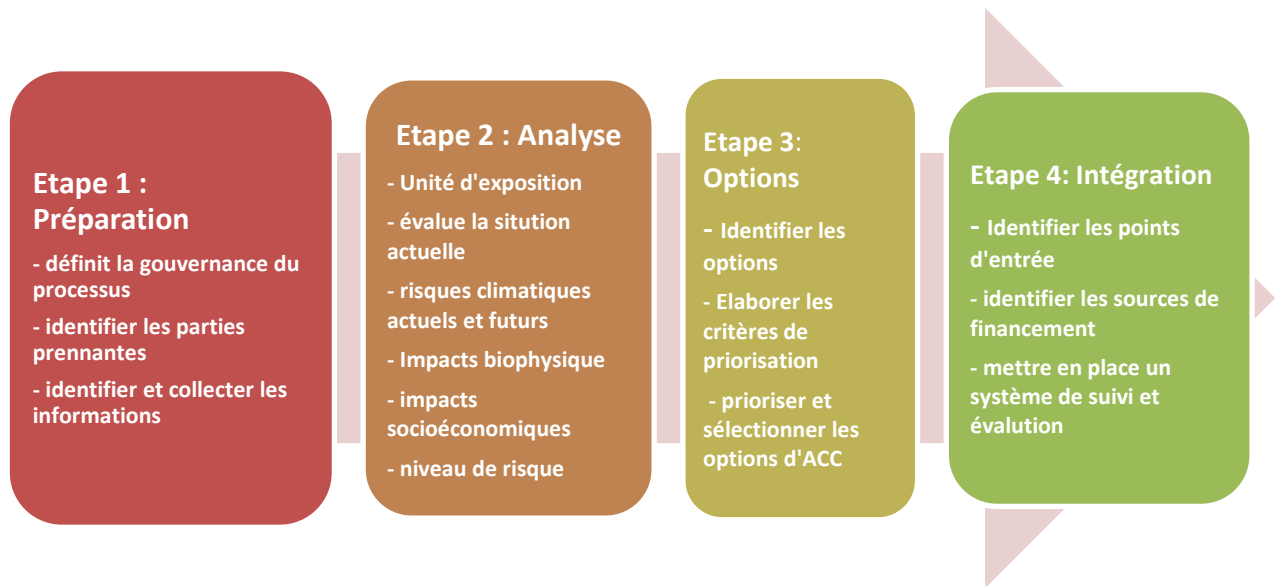 Etape 1 :
Préparation
- définit la gouvernance du
processus
- identifier les parties
prennantes
- identifier et collecter les
informations
Etape 2 : Analyse
- Unité d'exposition
- évalue la sitution
actuelle
- risques climatiques
actuels et futurs
- Impacts biophysique
- impacts
socioéconomiques
- niveau de risque
Etape 3:
Options
- Identifier les
options
- Elaborer les
critères de
priorisation
- prioriser et
sélectionner les
options d'ACC
Etape 4: Intégration
- Identifier les points
d'entrée
- identifier les sources de
financement
- mettre en place un
système de suivi et
évalution